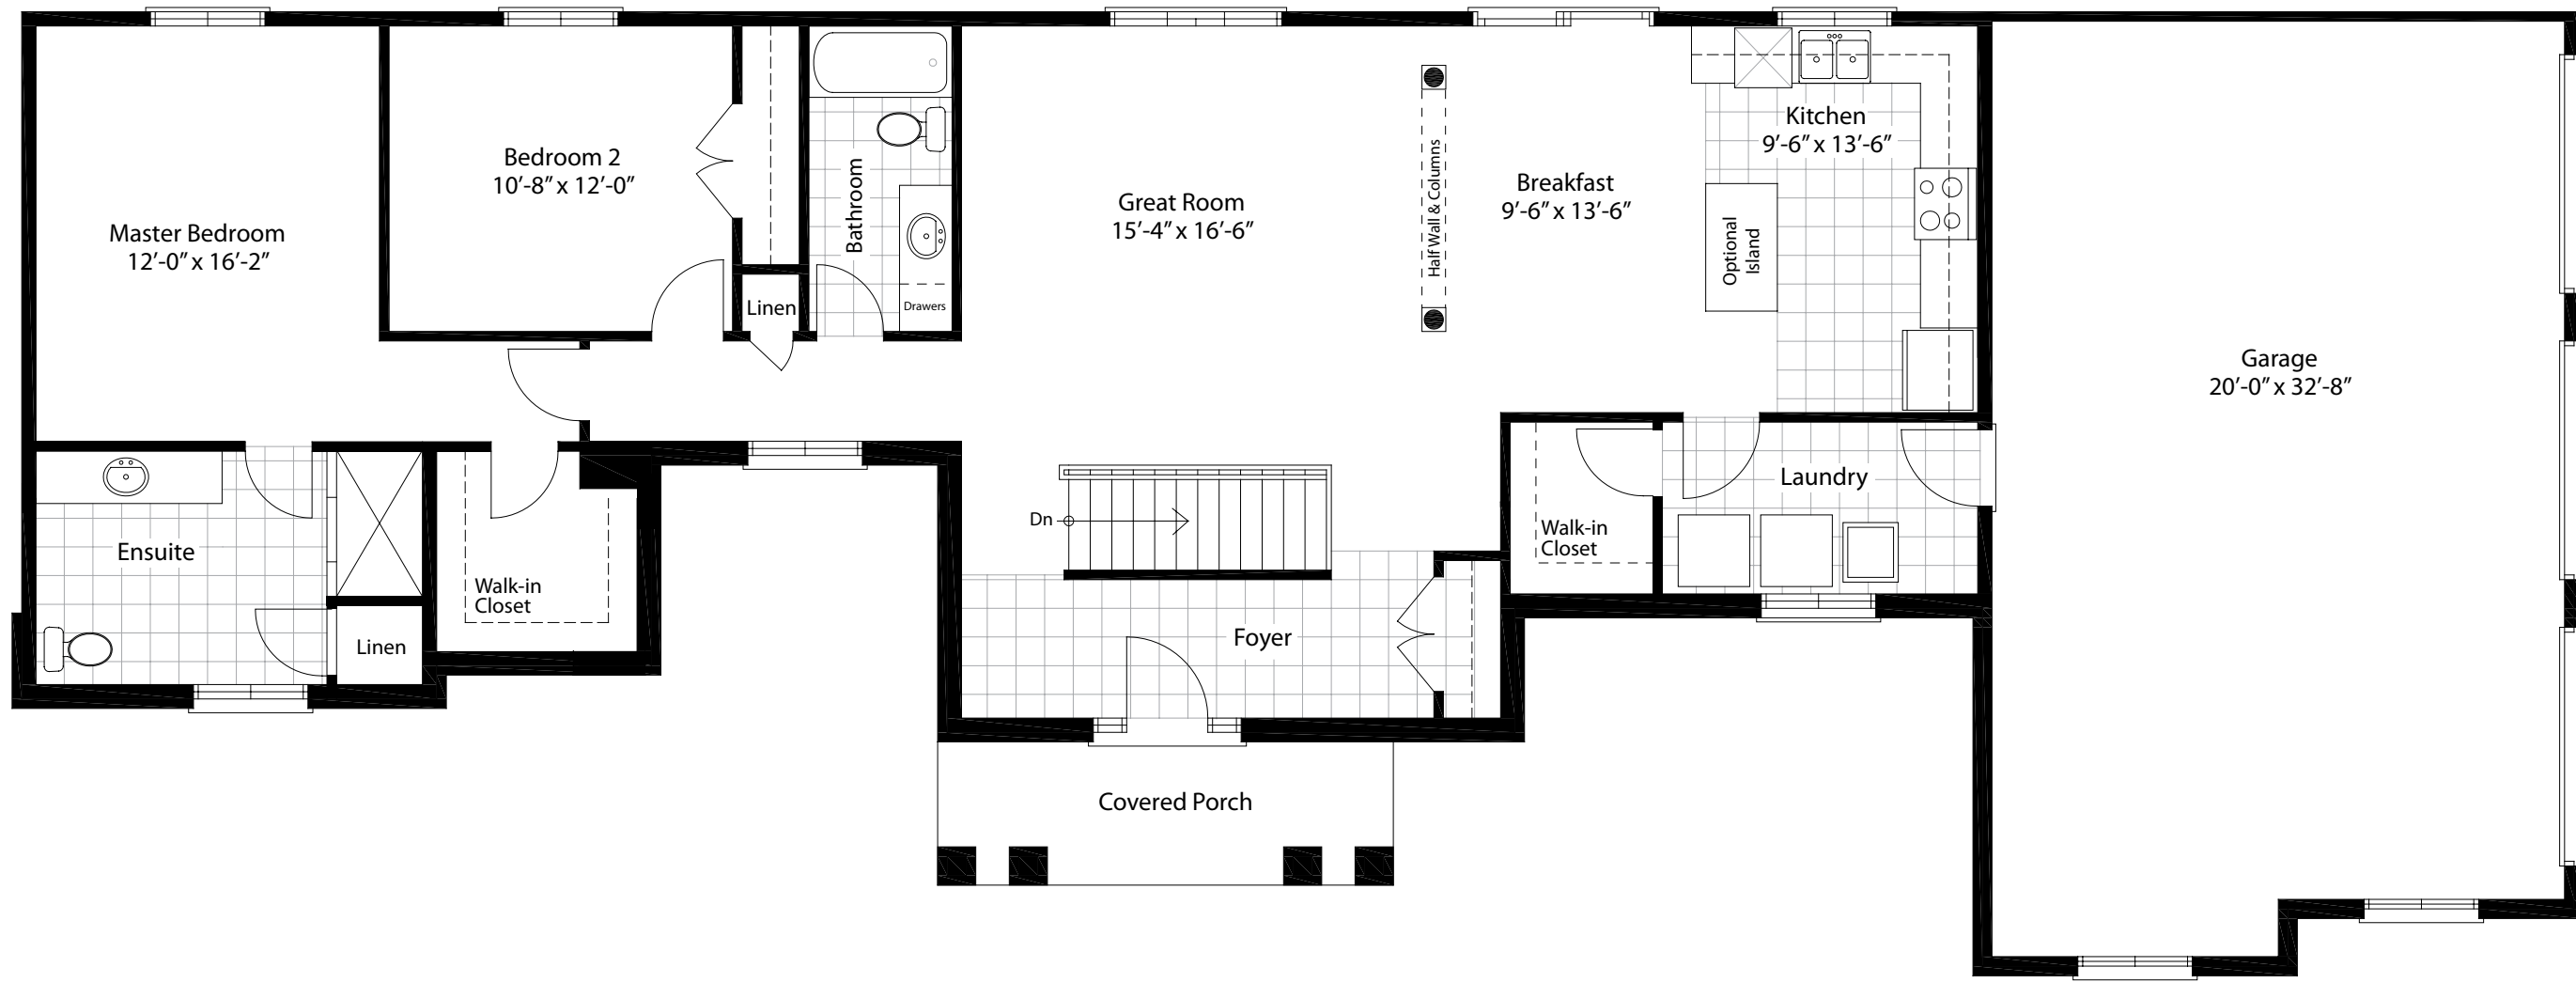 Master Bedroom
12’-0” x 16’-2”
Bedroom 2
10’-8” x 12’-0”
Linen
Bathroom
Drawers
Great Room
15’-4” x 16’-6”
Half Wall & Columns
Breakfast
9’-6” x 13’-6”
Kitchen
9’-6” x 13’-6”
Optional
Island
Garage
20’-0” x 32’-8”
Ensuite
Linen
Walk-in
Closet
Dn
Foyer
Walk-in
Closet
Laundry
Covered Porch